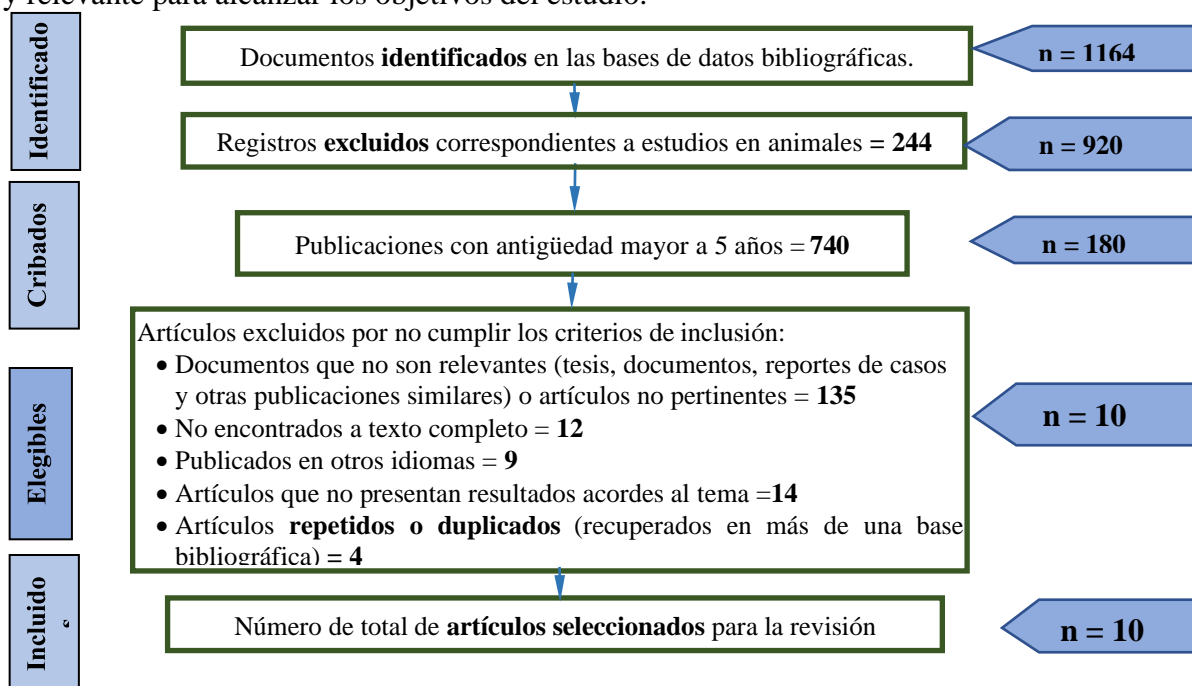 y relevante para alcanzar los objetivos del estudio.
Identificado
Documentos identificados en las bases de datos bibliográficas.
n = 1164
Registros excluidos correspondientes a estudios en animales = 244
n = 920
Cribados
Publicaciones con antigüedad mayor a 5 años = 740
n = 180
Elegibles
Artículos excluidos por no cumplir los criterios de inclusión:
• Documentos que no son relevantes (tesis, documentos, reportes de casos
y otras publicaciones similares) o artículos no pertinentes = 135
• No encontrados a texto completo = 12
• Publicados en otros idiomas = 9
• Artículos que no presentan resultados acordes al tema =14
• Artículos repetidos o duplicados (recuperados en más de una base
bibliográfica) = 4
n = 10
Incluido
s
Número de total de artículos seleccionados para la revisión
n = 10